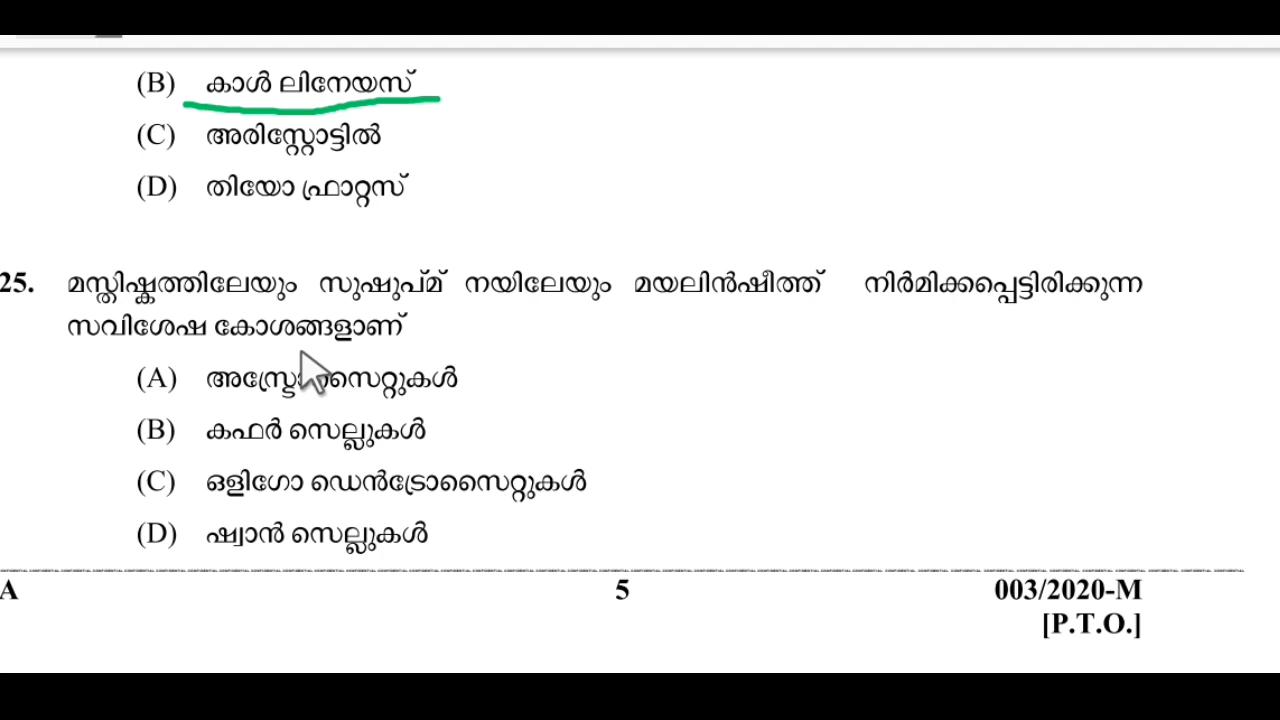 (B) കാൾ ലിനേയസ്
(C) അരിസ്റ്റോട്ടിൽ
(D) തിയോ ഫ്രാറ്റസ്
25. മസ്തിഷ്കത്തിലേയും സുഷുപ്മ് നയിലേയും മയലിൻഷീത്ത് നിർമിക്കപ്പെട്ടിരിക്കുന്ന
സവിശേഷ കോശങ്ങളാണ്
(A) അസ്ട്രോസൈറ്റുകൾ
(B) കഫർ സെല്ലുകൾ
(C) ഒളിഗോ ഡെൻട്രോസൈറ്റുകൾ
(D) ഷ്വാൻ സെല്ലുകൾ
A 5 003/2020-M
[P.T.O.]